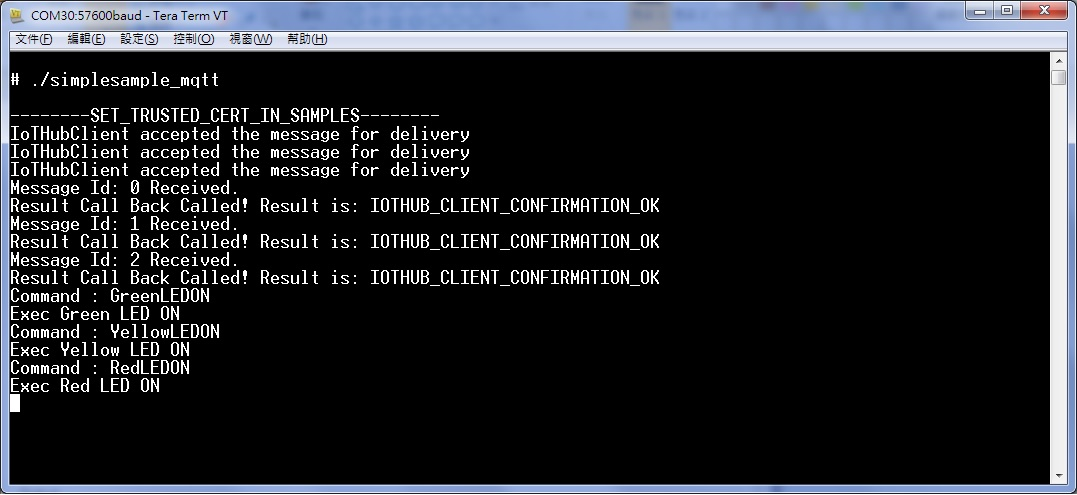 COM30:57600baud - Tera Term VT
文件(F) 編輯(E) 設定(S) 控制(O) 視窗(W) 幫助(H)
# ./simplesample_mqtt
--------SET_TRUSTED_CERT_IN_SAMPLES--------
IoTHubClient accepted the message for delivery
IoTHubClient accepted the message for delivery
IoTHubClient accepted the message for delivery
Message Id: 0 Received.
Result Call Back Called! Result is: IOTHUB_CLIENT_CONFIRMATION_OK
Message Id: 1 Received.
Result Call Back Called! Result is: IOTHUB_CLIENT_CONFIRMATION_OK
Message Id: 2 Received.
Result Call Back Called! Result is: IOTHUB_CLIENT_CONFIRMATION_OK
Command : GreenLEDON
Exec Green LED ON
Command : YellowLEDON
Exec Yellow LED ON
Command : RedLEDON
Exec Red LED ON